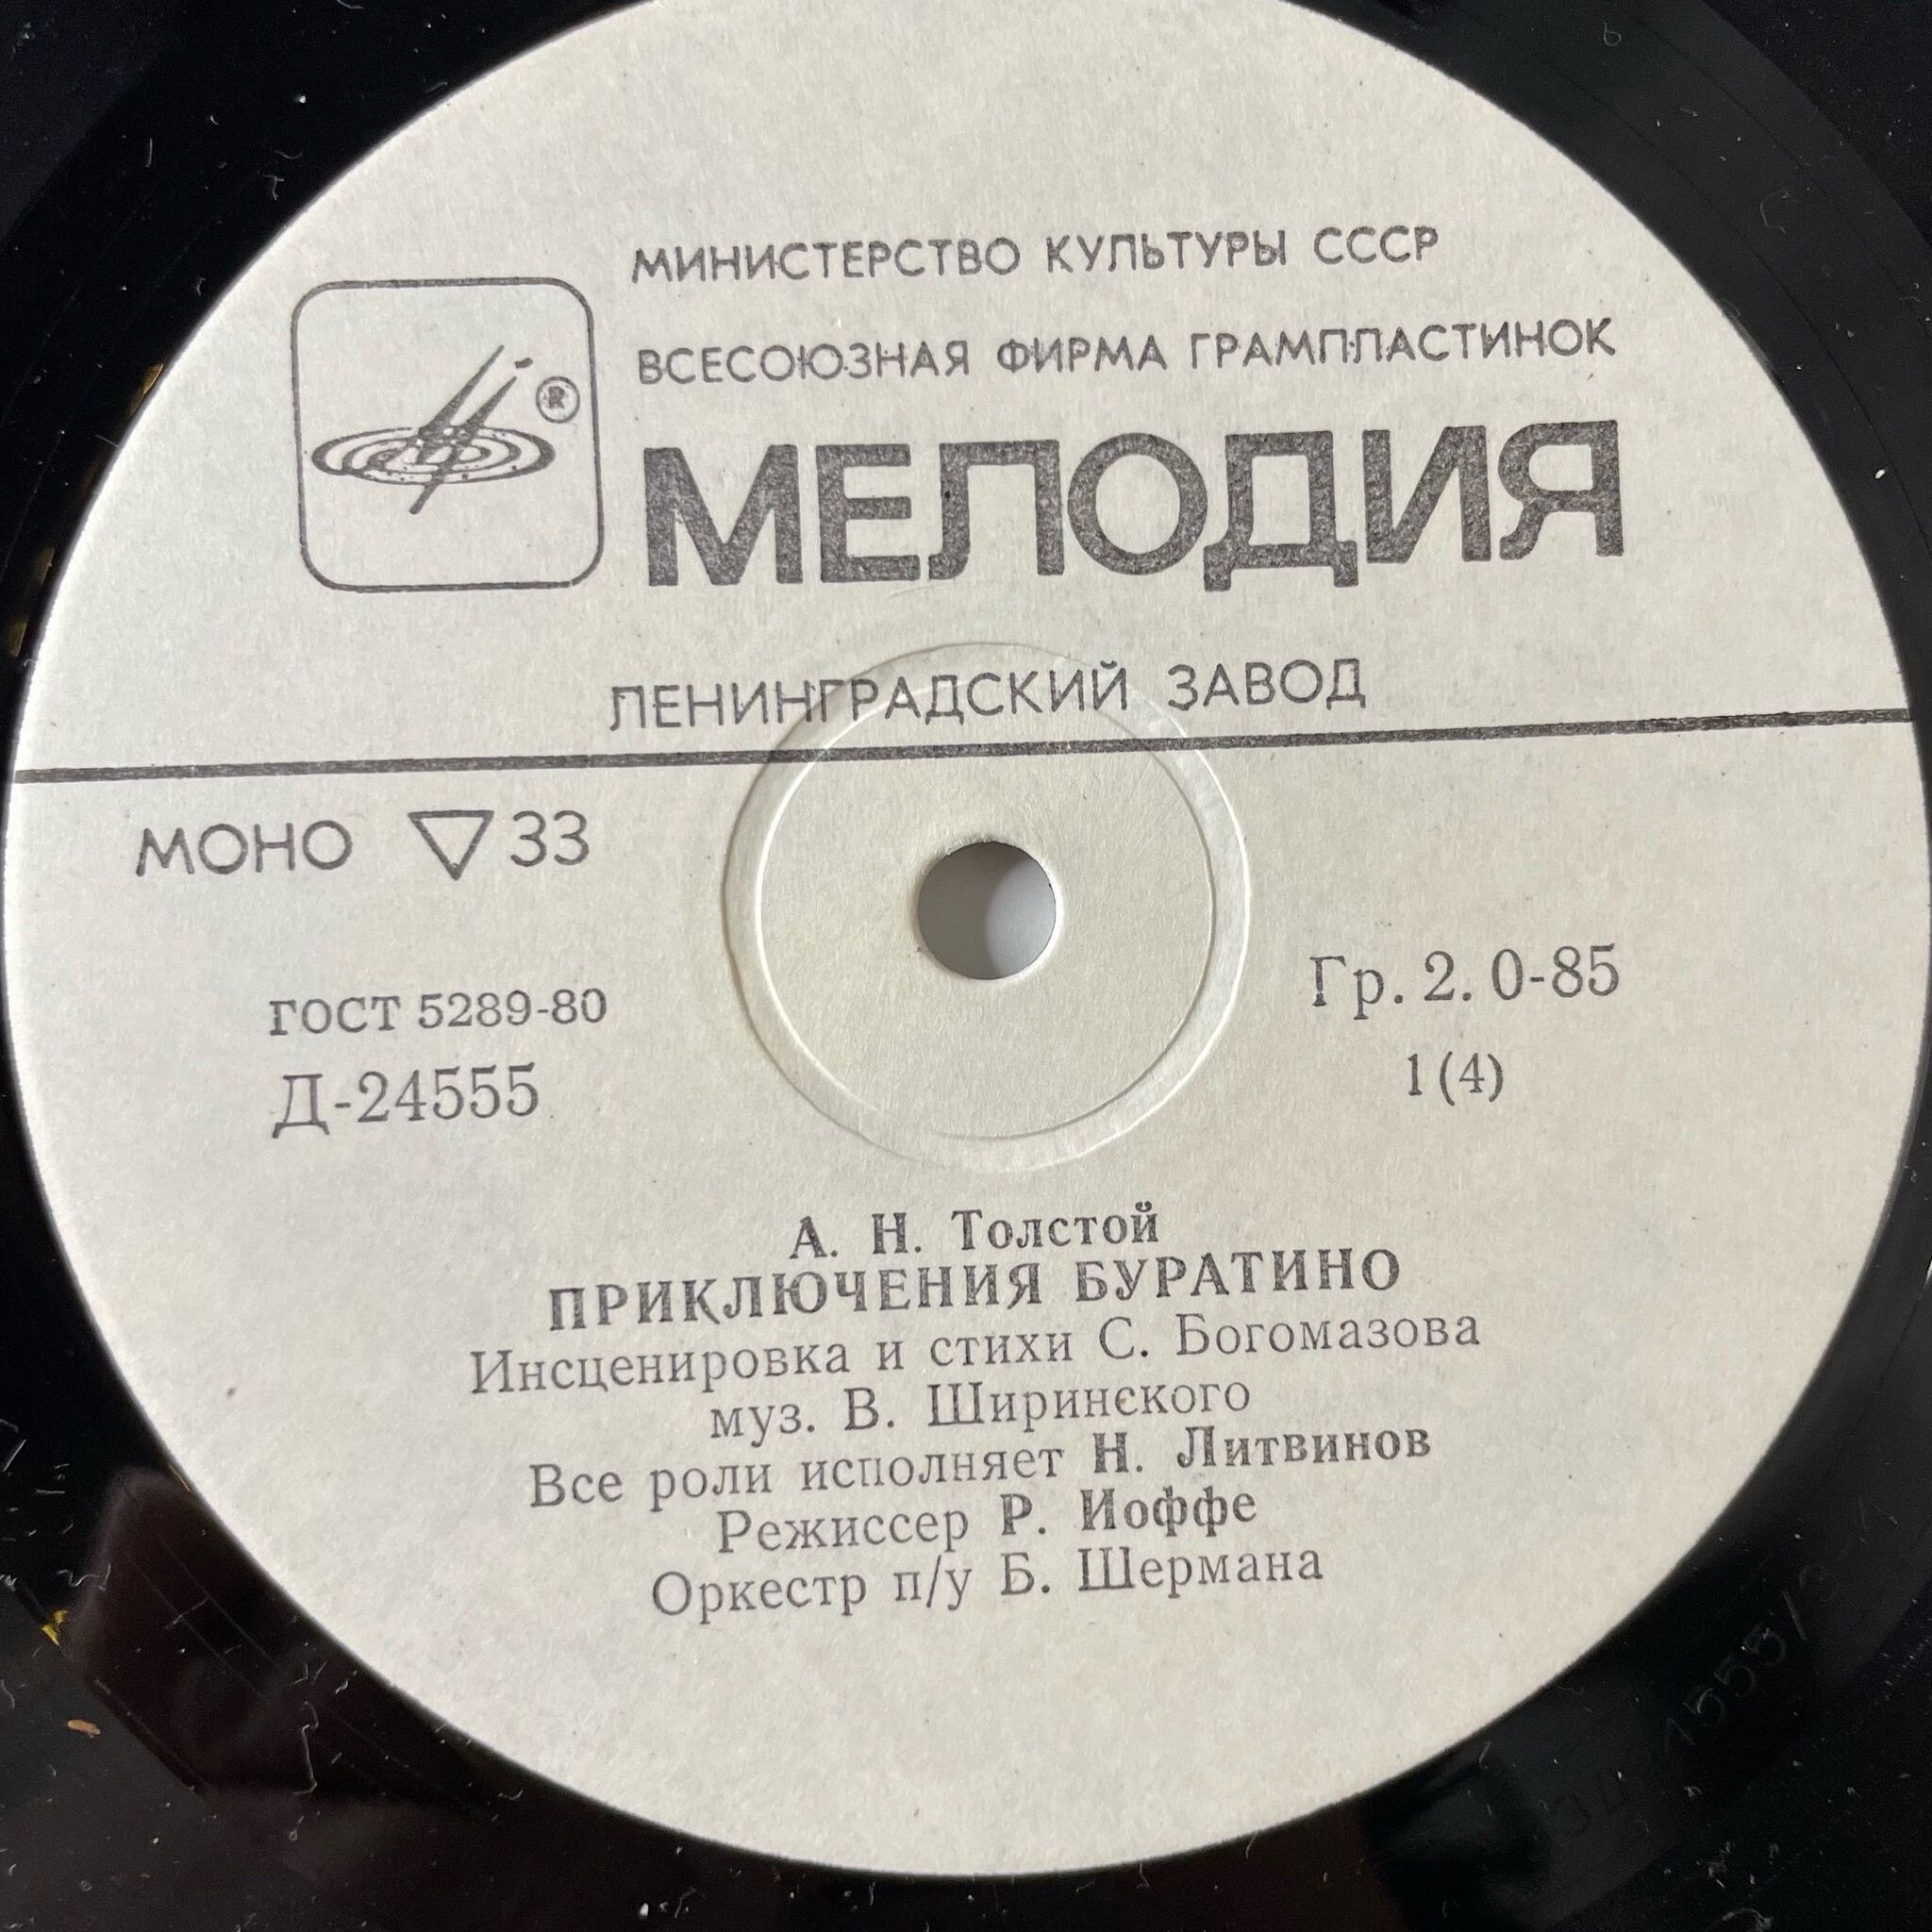 МИНИСТЕРСТВО КУЛЬТУРЫ СССР
ВСЕСОЮЗНАЯ ФИРМА ГРАМПЛАСТИНОК
®
МЕЛОДИЯ
ЛЕНИНГРАДСКИЙ ЗАВОД
МОНО ▽ 33
ГОСТ 5289-80
Гр. 2. 0-85
Д-24555
1 (4)
А. Н. Толстой
ПРИКЛЮЧЕНИЯ БУРАТИНО
Инсценировка и стихи С. Богомазова
муз. В. Ширинского
Все роли исполняет Н. Литвинов
Режиссер Р. Иоффе
Оркестр п/у Б. Шермана